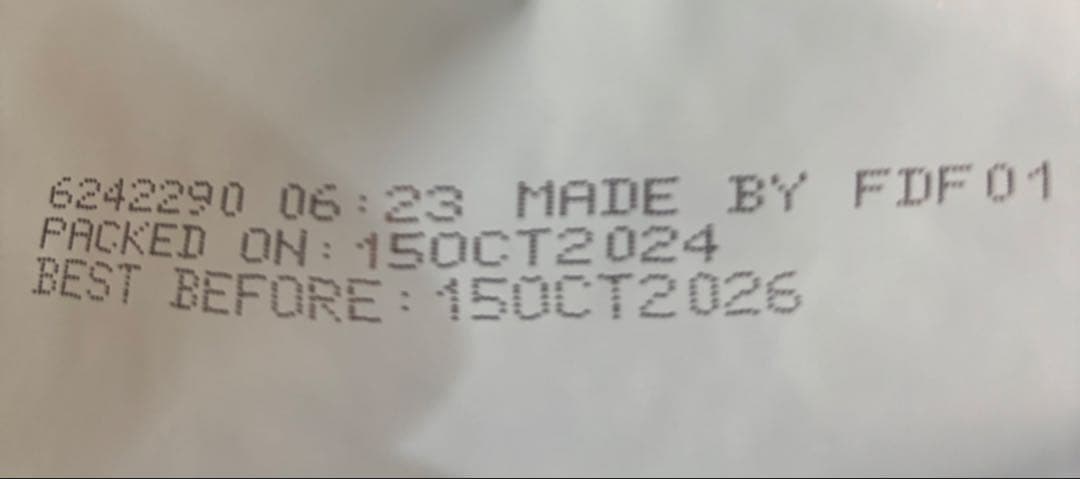 6242290 06:23 MADE BY FDF01
PACKED ON:15OCT2024
BEST BEFORE:15OCT2026